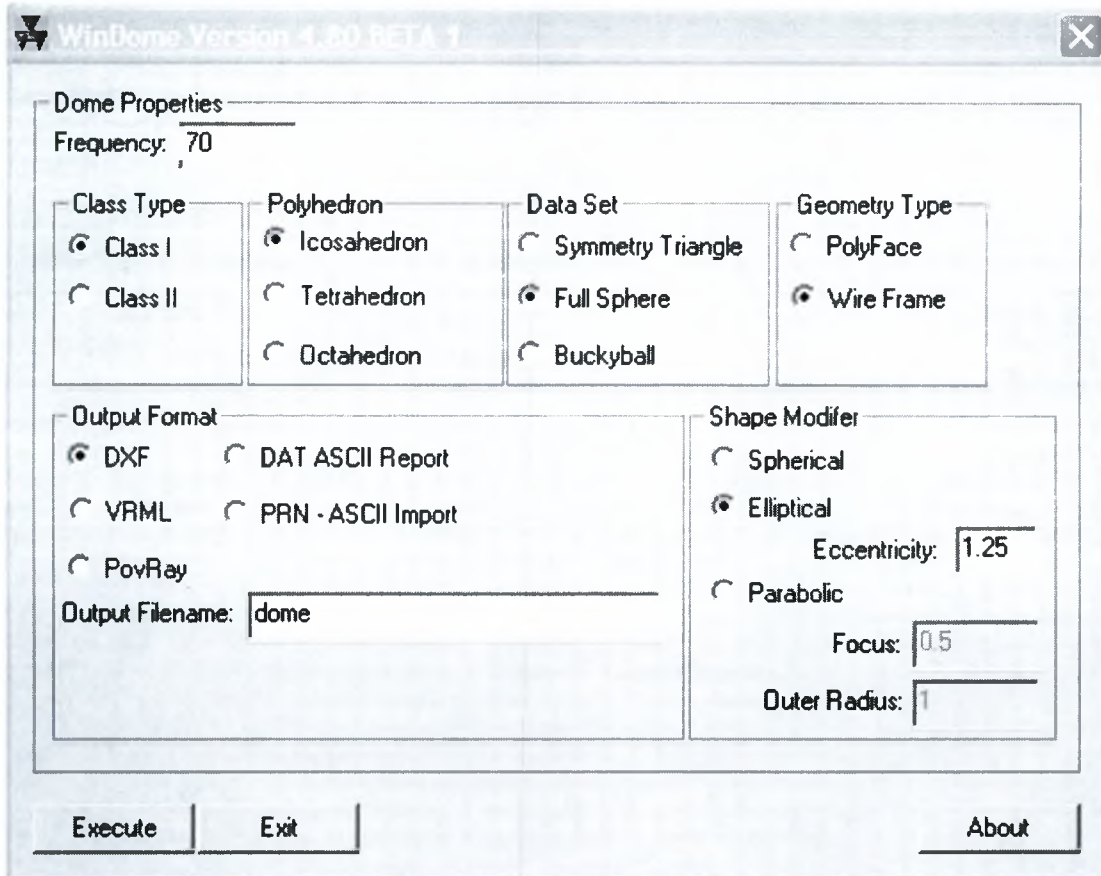 WinDome Version 4.80 BETA 1
Dome Properties
Frequency: 70
Class Type
Class I
Class II
Polyhedron
Icosahedron
Tetrahedron
Octahedron
Data Set
Symmetry Triangle
Full Sphere
Buckyball
Geometry Type
PolyFace
Wire Frame
Output Format
DXF
DAT ASCII Report
VRML
PRN - ASCII Import
PovRay
Output Filename: dome
Shape Modifer
Spherical
Elliptical
Eccentricity: 1.25
Parabolic
Focus: 0.5
Outer Radius: 1
Execute
Exit
About